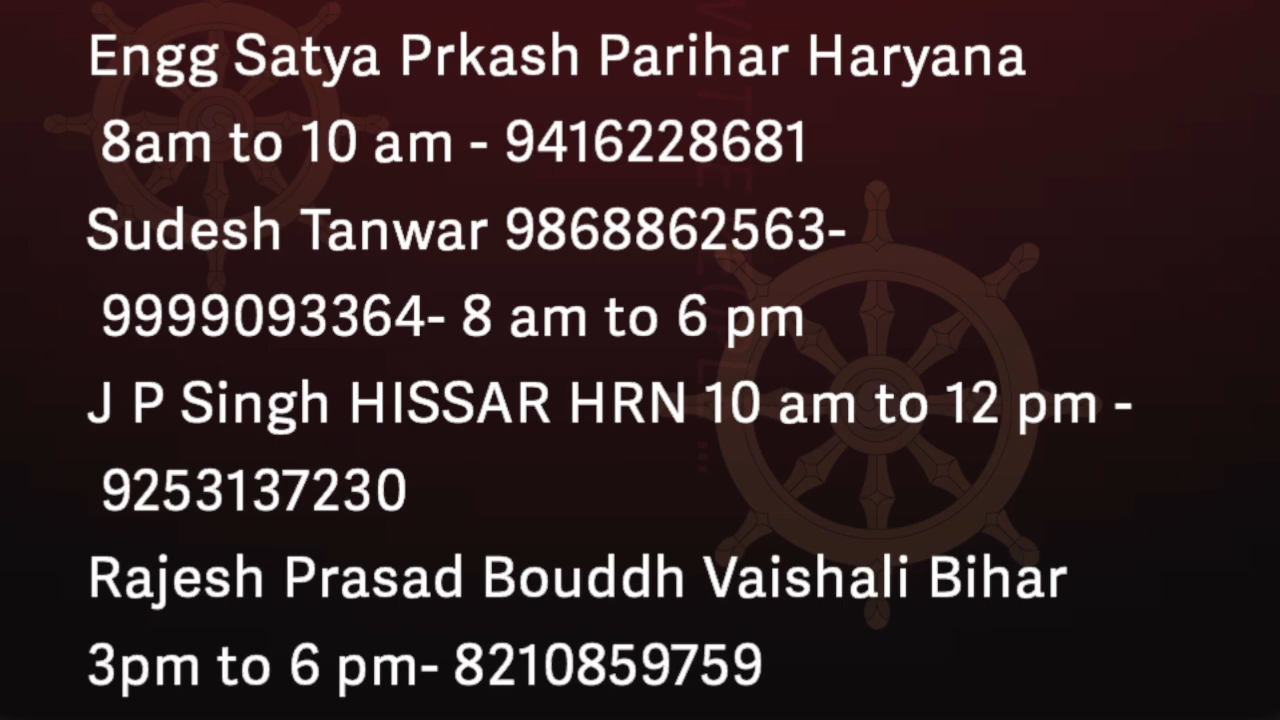 Engg Satya Prkash Parihar Haryana
8am to 10 am - 9416228681
Sudesh Tanwar 9868862563-
9999093364- 8 am to 6 pm
J P Singh HISSAR HRN 10 am to 12 pm -
9253137230
Rajesh Prasad Bouddh Vaishali Bihar
3pm to 6 pm- 8210859759